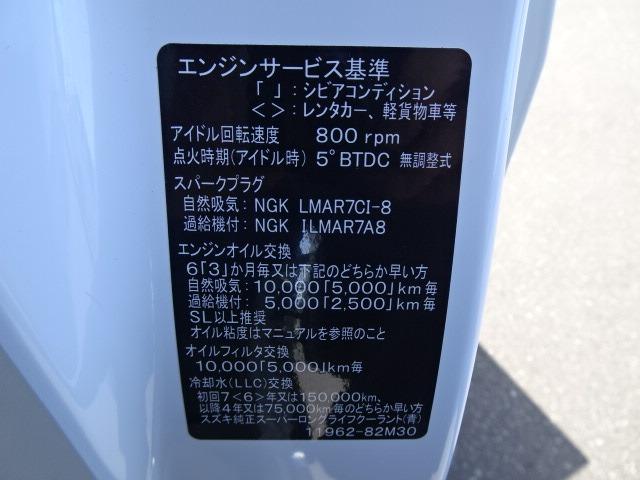 エンジンサービス基準
「 」：シビアコンディション
＜＞：レンタカー、軽貨物車等
アイドル回転速度 800 rpm
点火時期(アイドル時) 5°BTDC 無調整式
スパークプラグ
自然吸気：NGK LMAR7CI-8
過給機付：NGK ILMAR7A8
エンジンオイル交換
6「3」か月毎又は下記のどちらか早い方
自然吸気：10,000「5,000」km毎
過給機付：5,000「2,500」km毎
SL以上推奨
オイル粘度はマニュアルを参照のこと
オイルフィルタ交換
10,000「5,000」km毎
冷却水(LLC)交換
初回7＜6＞年又は150,000km、
以降4年又は75,000km毎のどちらか早い方
スズキ純正スーパーロングライフクーラント(青)
11962-82M30